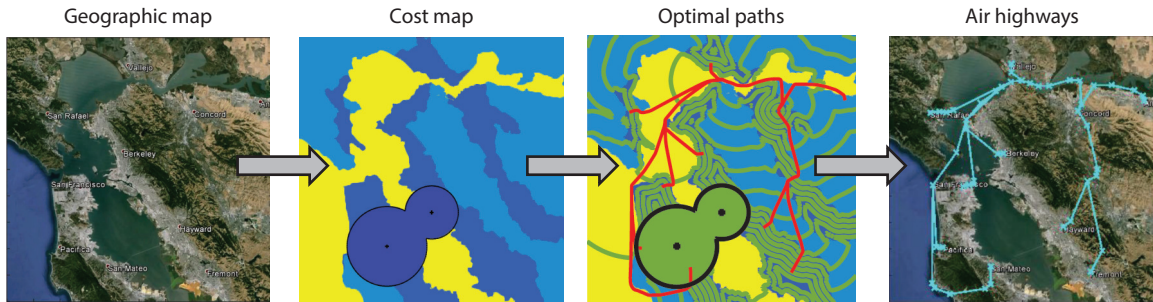 Geographic map
Cost map
Optimal paths
Air highways
Vallejo
San Rafael
Concord
Berkeley
San Francisco
Hayward
Pacifica
San Mateo
Fremont
Vallejo
San Rafael
Concord
Berkeley
San Francisco
Hayward
Pacifica
San Mateo
Fremont